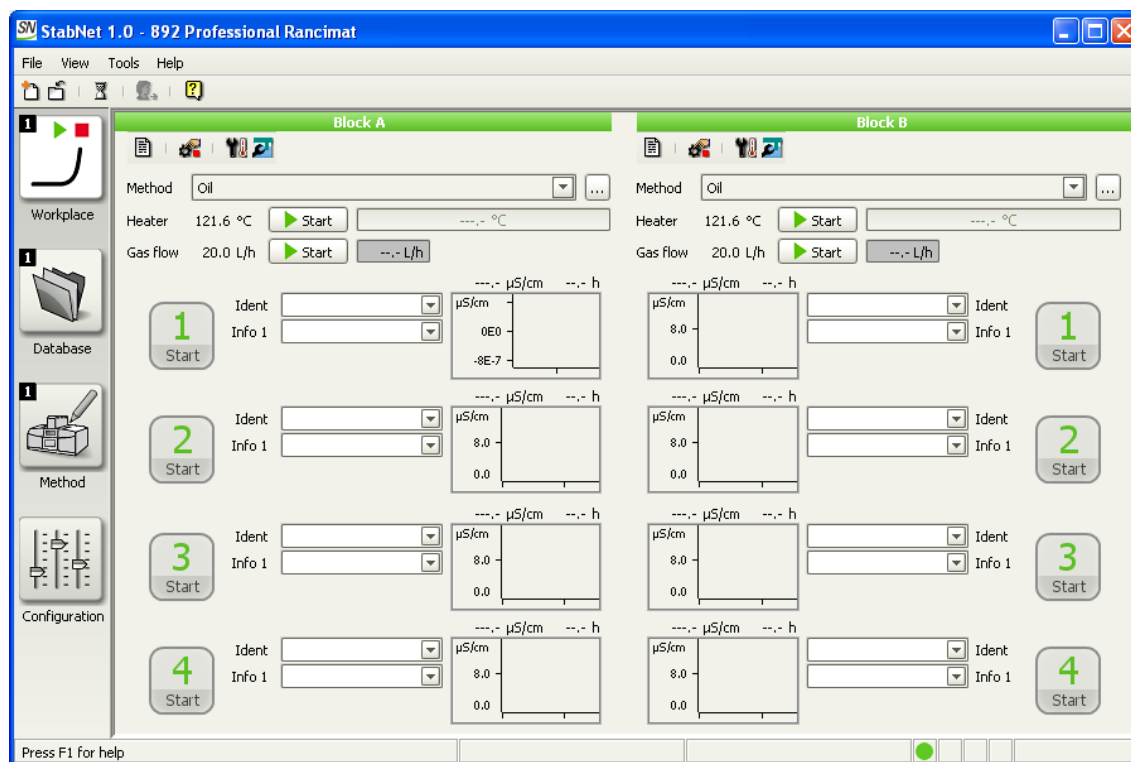 SN StabNet 1.0 - 892 Professional Rancimat
File View Tools Help
1
Workplace
1
Database
1
Method
Configuration
Block A
Method Oil ...
Heater 121.6 °C Start ---.- °C
Gas flow 20.0 L/h Start --.- L/h
---.- µS/cm --.- h
1
Start
Ident
Info 1
µS/cm
0E0
-8E-7
---.- µS/cm --.- h
2
Start
Ident
Info 1
µS/cm
8.0
0.0
---.- µS/cm --.- h
3
Start
Ident
Info 1
µS/cm
8.0
0.0
---.- µS/cm --.- h
4
Start
Ident
Info 1
µS/cm
8.0
0.0
Block B
Method Oil ...
Heater 121.6 °C Start ---.- °C
Gas flow 20.0 L/h Start --.- L/h
---.- µS/cm --.- h
µS/cm
8.0
0.0
Ident
Info 1
1
Start
---.- µS/cm --.- h
µS/cm
8.0
0.0
Ident
Info 1
2
Start
---.- µS/cm --.- h
µS/cm
8.0
0.0
Ident
Info 1
3
Start
---.- µS/cm --.- h
µS/cm
8.0
0.0
Ident
Info 1
4
Start
Press F1 for help